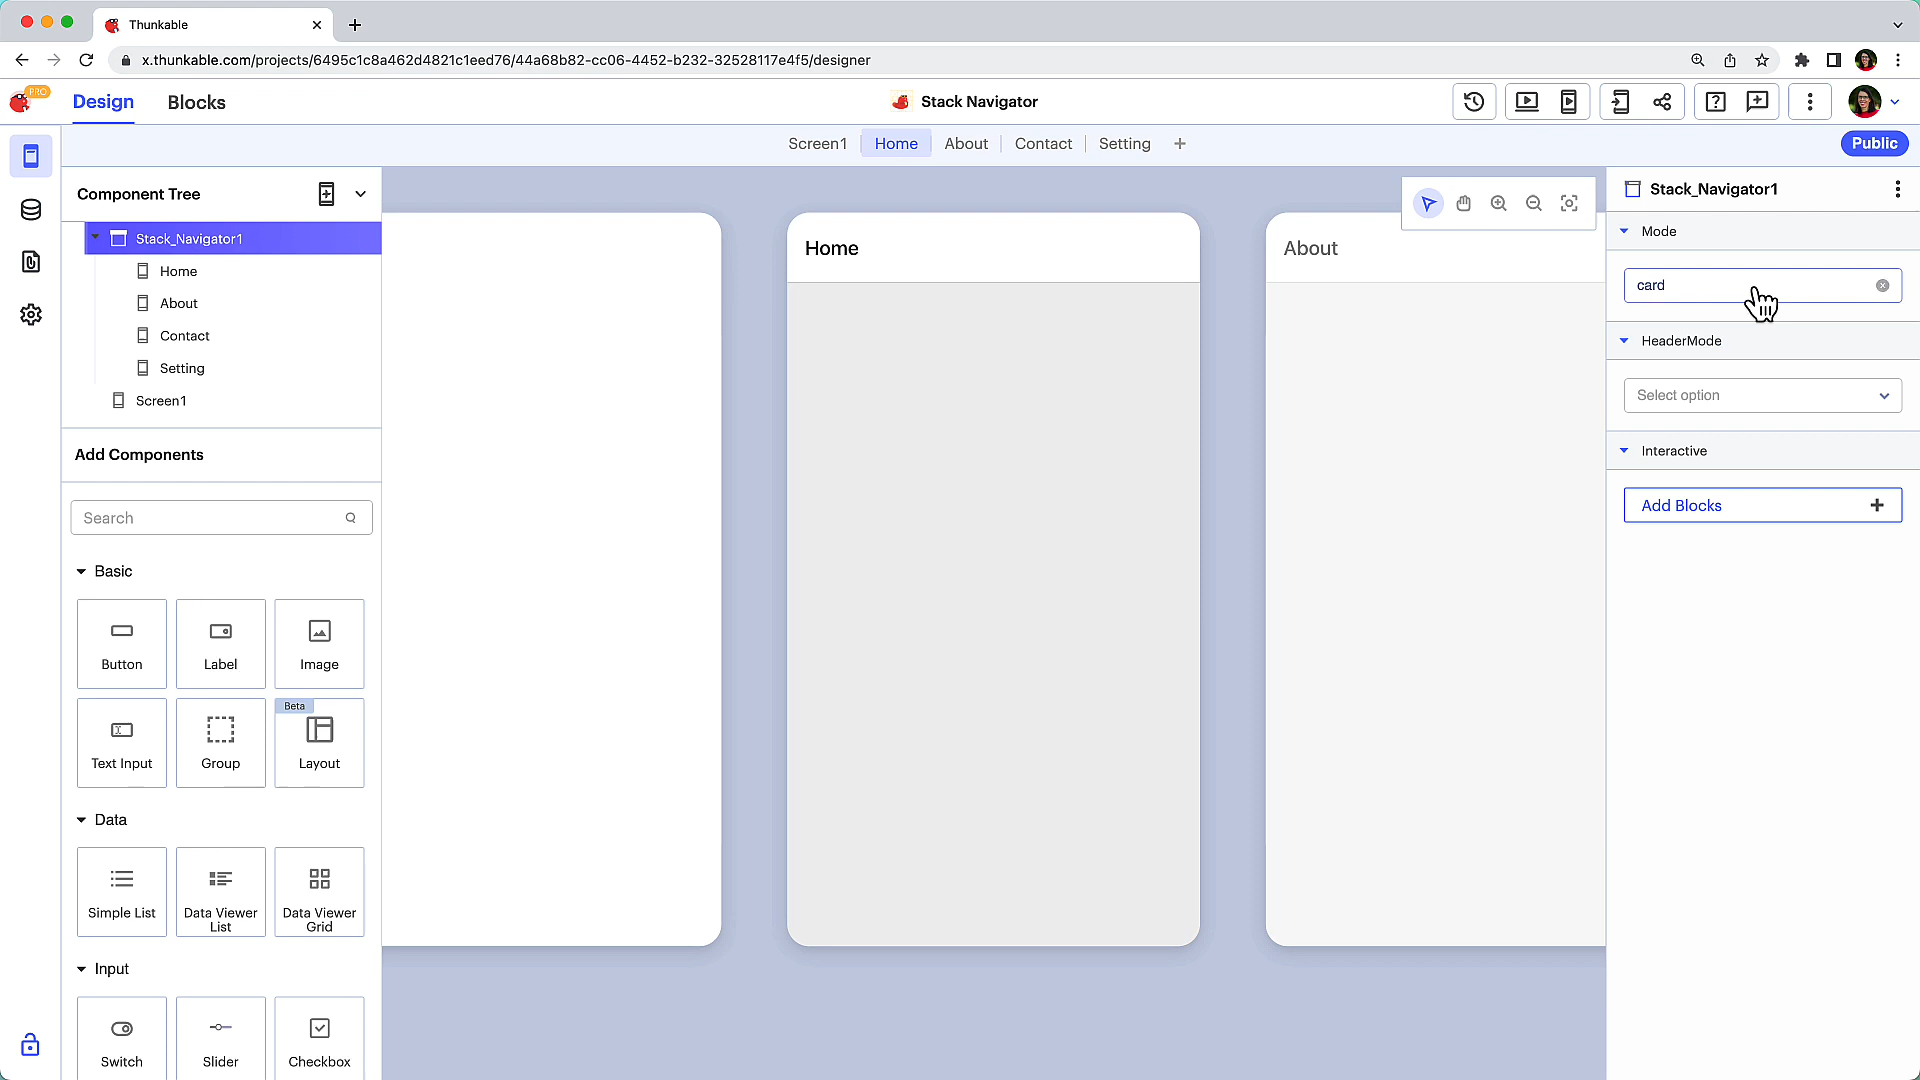 Thunkable
x.thunkable.com/projects/6495c1c8a462d4821c1eed76/44a68b82-cc06-4452-b232-32528117e4f5/designer
PRO
Design
Blocks
Stack Navigator
Screen1
Home
About
Contact
Setting
Public
Component Tree
Stack_Navigator1
Home
About
Contact
Setting
Screen1
Add Components
Search
Basic
Button
Label
Image
Text Input
Group
Beta
Layout
Data
Simple List
Data Viewer
List
Data Viewer
Grid
Input
Switch
Slider
Checkbox
Home
About
Stack_Navigator1
Mode
card
HeaderMode
Select option
Interactive
Add Blocks